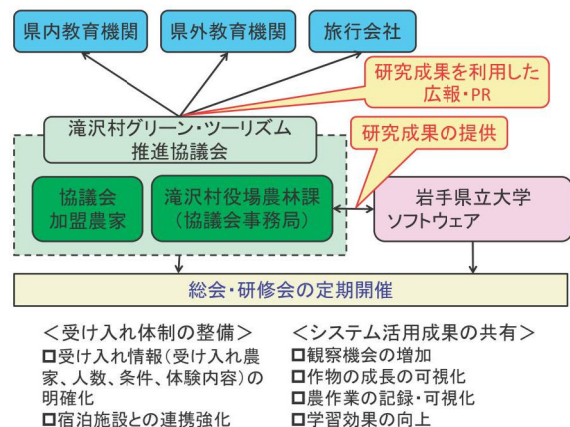 県内教育機関
県外教育機関
旅行会社
研究成果を利用した
広報・PR
滝沢村グリーン・ツーリズム
推進協議会
研究成果の提供
協議会
加盟農家
滝沢村役場農林課
(協議会事務局)
岩手県立大学
ソフトウェア
総会・研修会の定期開催
<受け入れ体制の整備>
□受け入れ情報(受け入れ農
家、人数、条件、体験内容)の
明確化
□宿泊施設との連携強化
<システム活用成果の共有>
□観察機会の増加
□作物の成長の可視化
□農作業の記録・可視化
□学習効果の向上